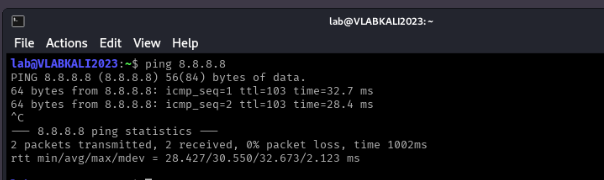 lab@VLABKALI2023:~
File Actions Edit View Help
lab@VLABKALI2023:~$ ping 8.8.8.8
PING 8.8.8.8 (8.8.8.8) 56(84) bytes of data.
64 bytes from 8.8.8.8: icmp_seq=1 ttl=103 time=32.7 ms
64 bytes from 8.8.8.8: icmp_seq=2 ttl=103 time=28.4 ms
^C
--- 8.8.8.8 ping statistics ---
2 packets transmitted, 2 received, 0% packet loss, time 1002ms
rtt min/avg/max/mdev = 28.427/30.550/32.673/2.123 ms